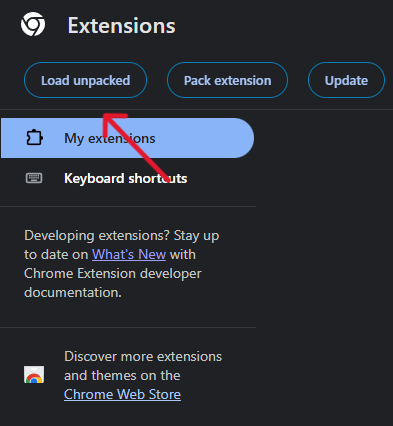 Extensions
Load unpacked
Pack extension
Update
My extensions
Keyboard shortcuts
Developing extensions? Stay up
to date on What's New with
Chrome Extension developer
documentation.
Discover more extensions
and themes on the
Chrome Web Store